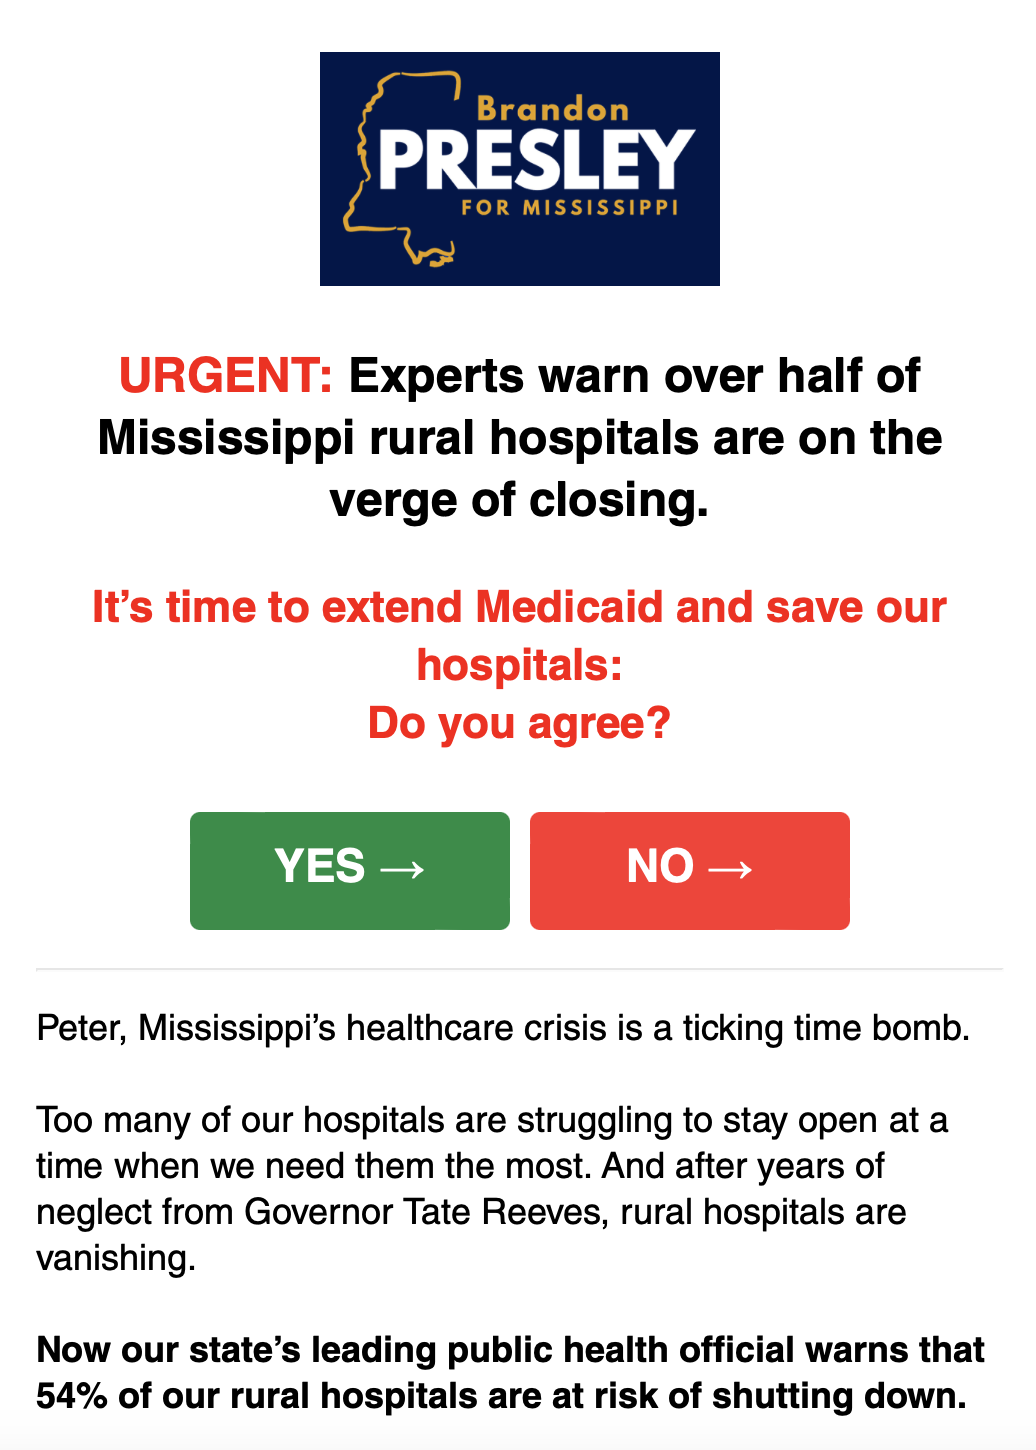 Brandon
PRESLEY
FOR MISSISSIPPI
URGENT: Experts warn over half of
Mississippi rural hospitals are on the
verge of closing.
It’s time to extend Medicaid and save our
hospitals:
Do you agree?
YES →
NO →
Peter, Mississippi’s healthcare crisis is a ticking time bomb.
Too many of our hospitals are struggling to stay open at a
time when we need them the most. And after years of
neglect from Governor Tate Reeves, rural hospitals are
vanishing.
Now our state’s leading public health official warns that
54% of our rural hospitals are at risk of shutting down.